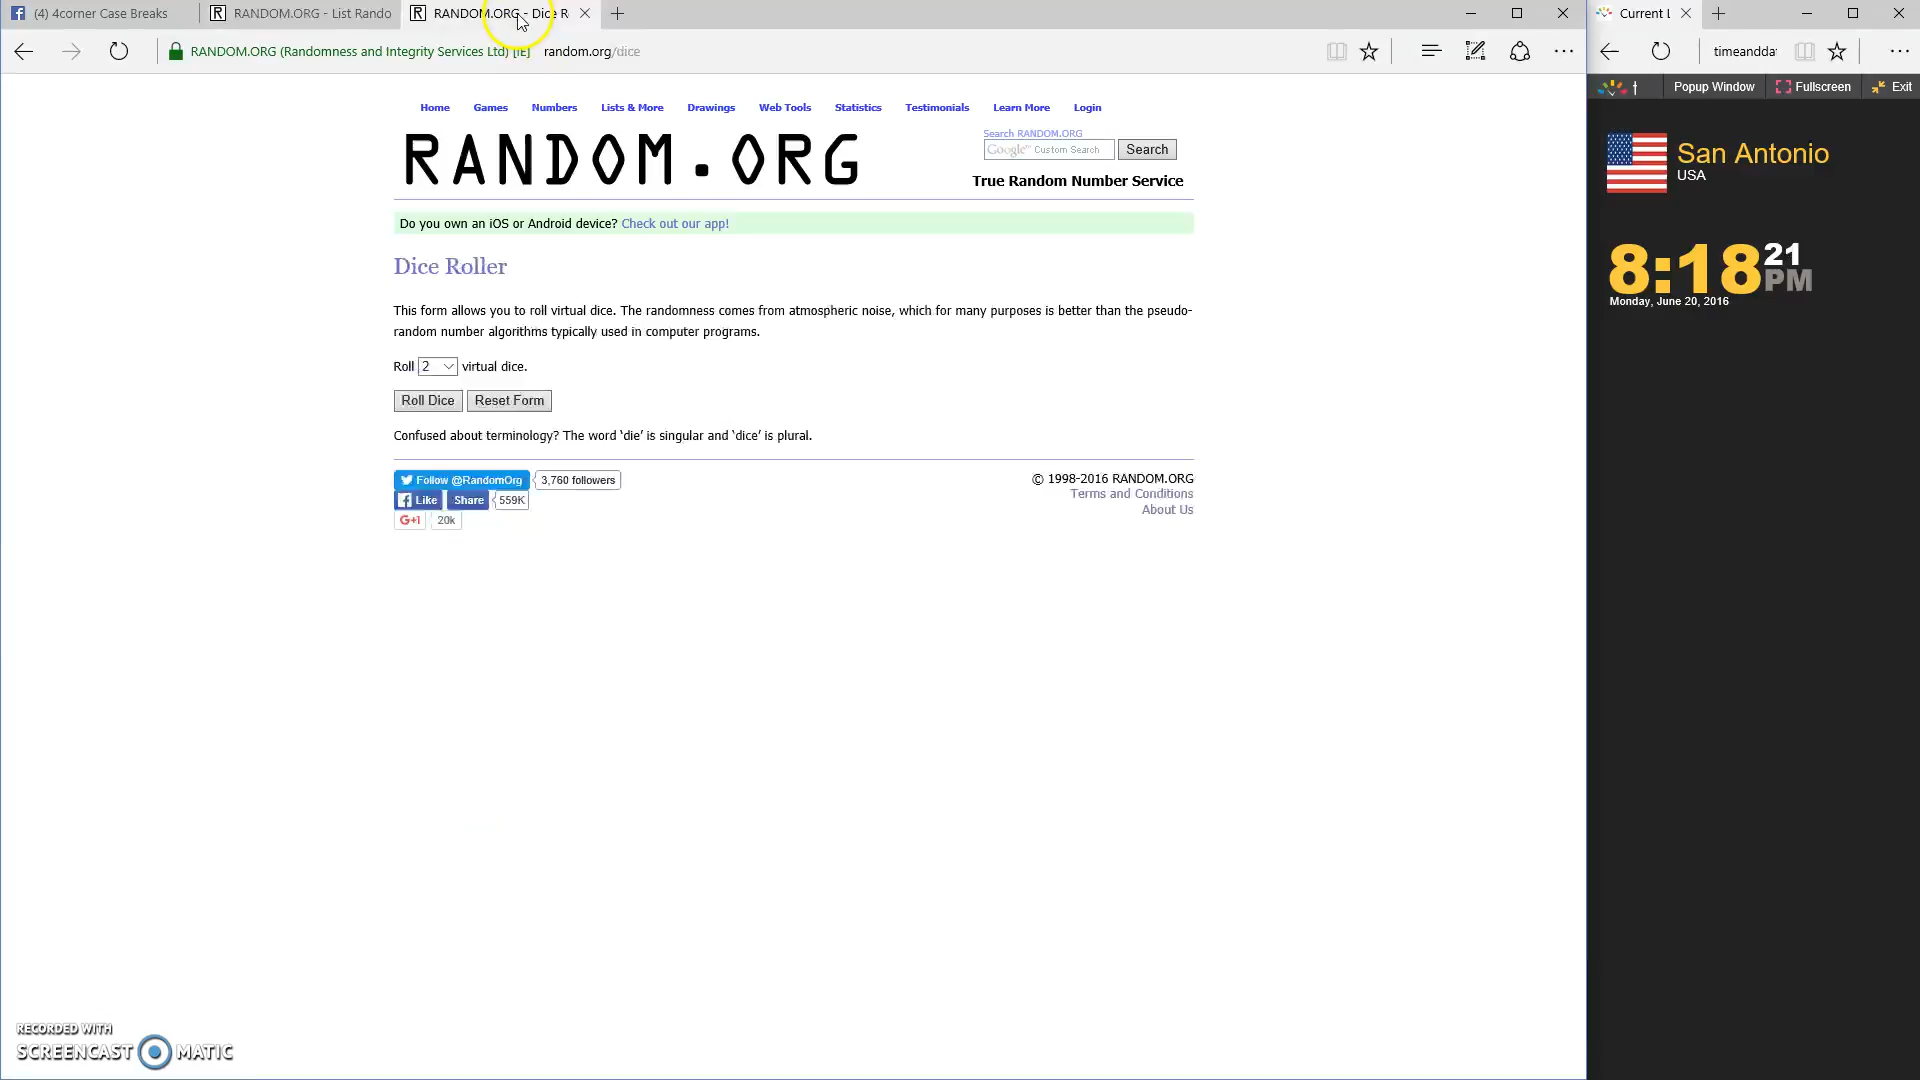 (4) 4corner Case Breaks
RANDOM.ORG - List Rando
RANDOM.ORG - Dice R
RANDOM.ORG (Randomness and Integrity Services Ltd) [IE]
random.org/dice
Home
Games
Numbers
Lists & More
Drawings
Web Tools
Statistics
Testimonials
Learn More
Login
RANDOM.ORG
Search RANDOM.ORG
Google™ Custom Search
Search
True Random Number Service
Do you own an iOS or Android device? Check out our app!
Dice Roller
This form allows you to roll virtual dice. The randomness comes from atmospheric noise, which for many purposes is better than the pseudo-
random number algorithms typically used in computer programs.
Roll 2 virtual dice.
Roll Dice
Reset Form
Confused about terminology? The word ‘die’ is singular and ‘dice’ is plural.
Follow @RandomOrg
3,760 followers
Like
Share
559K
G+1
20k
© 1998-2016 RANDOM.ORG
Terms and Conditions
About Us
RECORDED WITH
SCREENCAST MATIC
Current L
timeanddat
t
Popup Window
Fullscreen
Exit
San Antonio
USA
8:18 21 PM
Monday, June 20, 2016